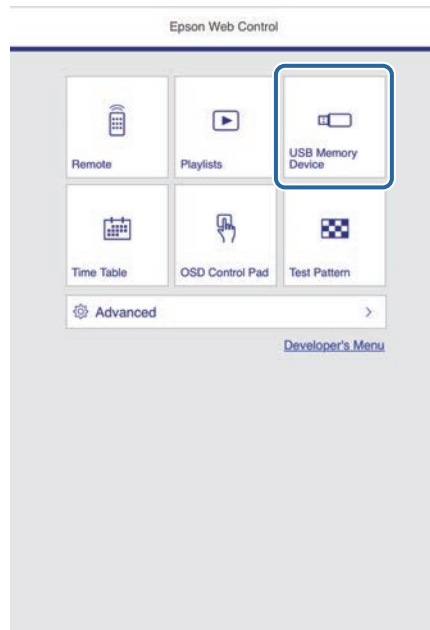 Epson Web Control
Remote
Playlists
USB Memory
Device
Time Table
OSD Control Pad
Test Pattern
Advanced
Developer's Menu